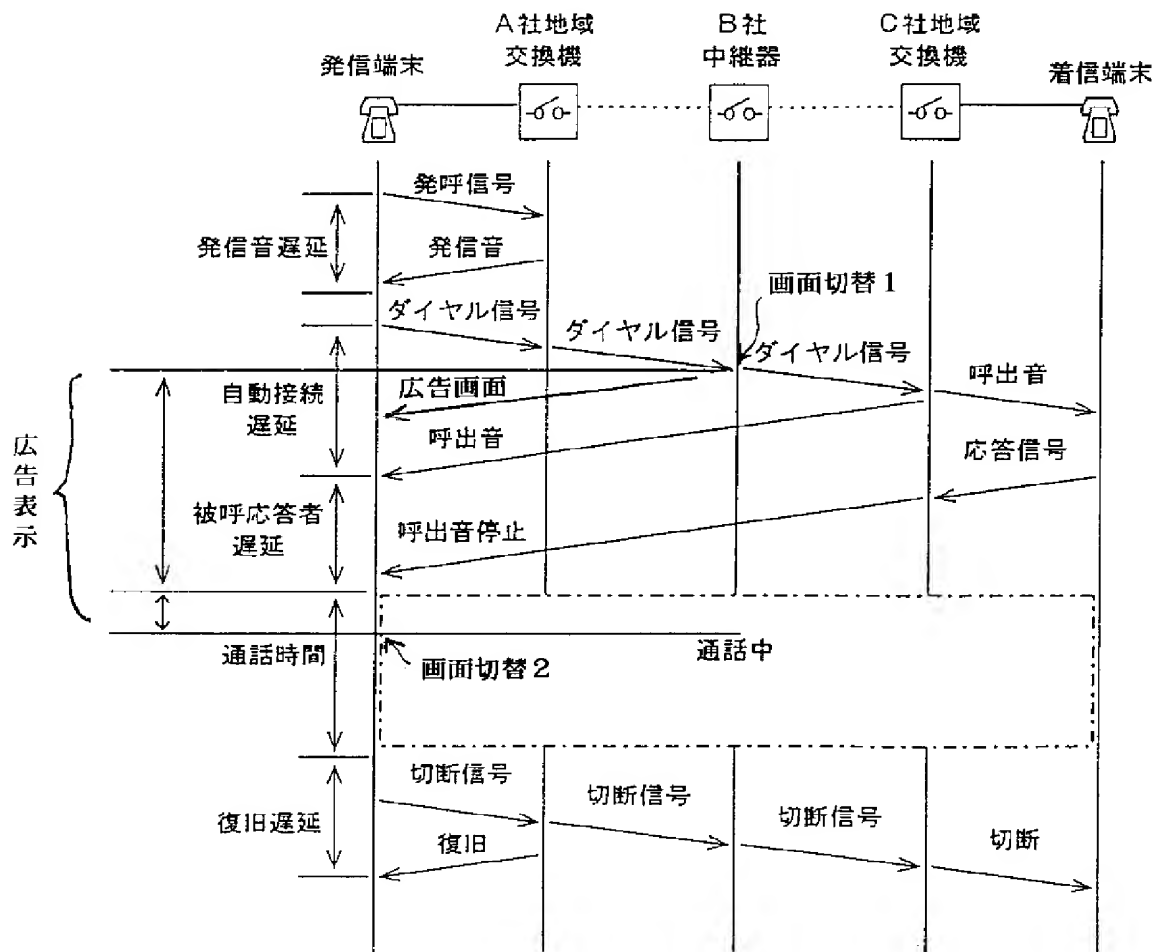 A社地域
交換機
B社
中継器
C社地域
交換機
発信端末
着信端末
発呼信号
発信音遅延
発信音
画面切替1
ダイヤル信号
ダイヤル信号
ダイヤル信号
呼出音
広告画面
自動接続
遅延
呼出音
応答信号
広告表示
被呼応答者
遅延
呼出音停止
通話時間
通話中
画面切替2
切断信号
切断信号
切断信号
切断
復旧遅延
復旧